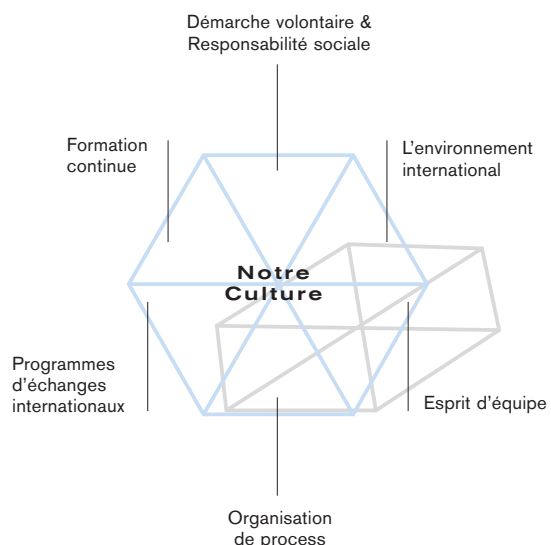 Démarche volontaire &
Responsabilité sociale
Formation
continue
L'environnement
international
Notre
Culture
Programmes
d'échanges
internationaux
Esprit d'équipe
Organisation
de process